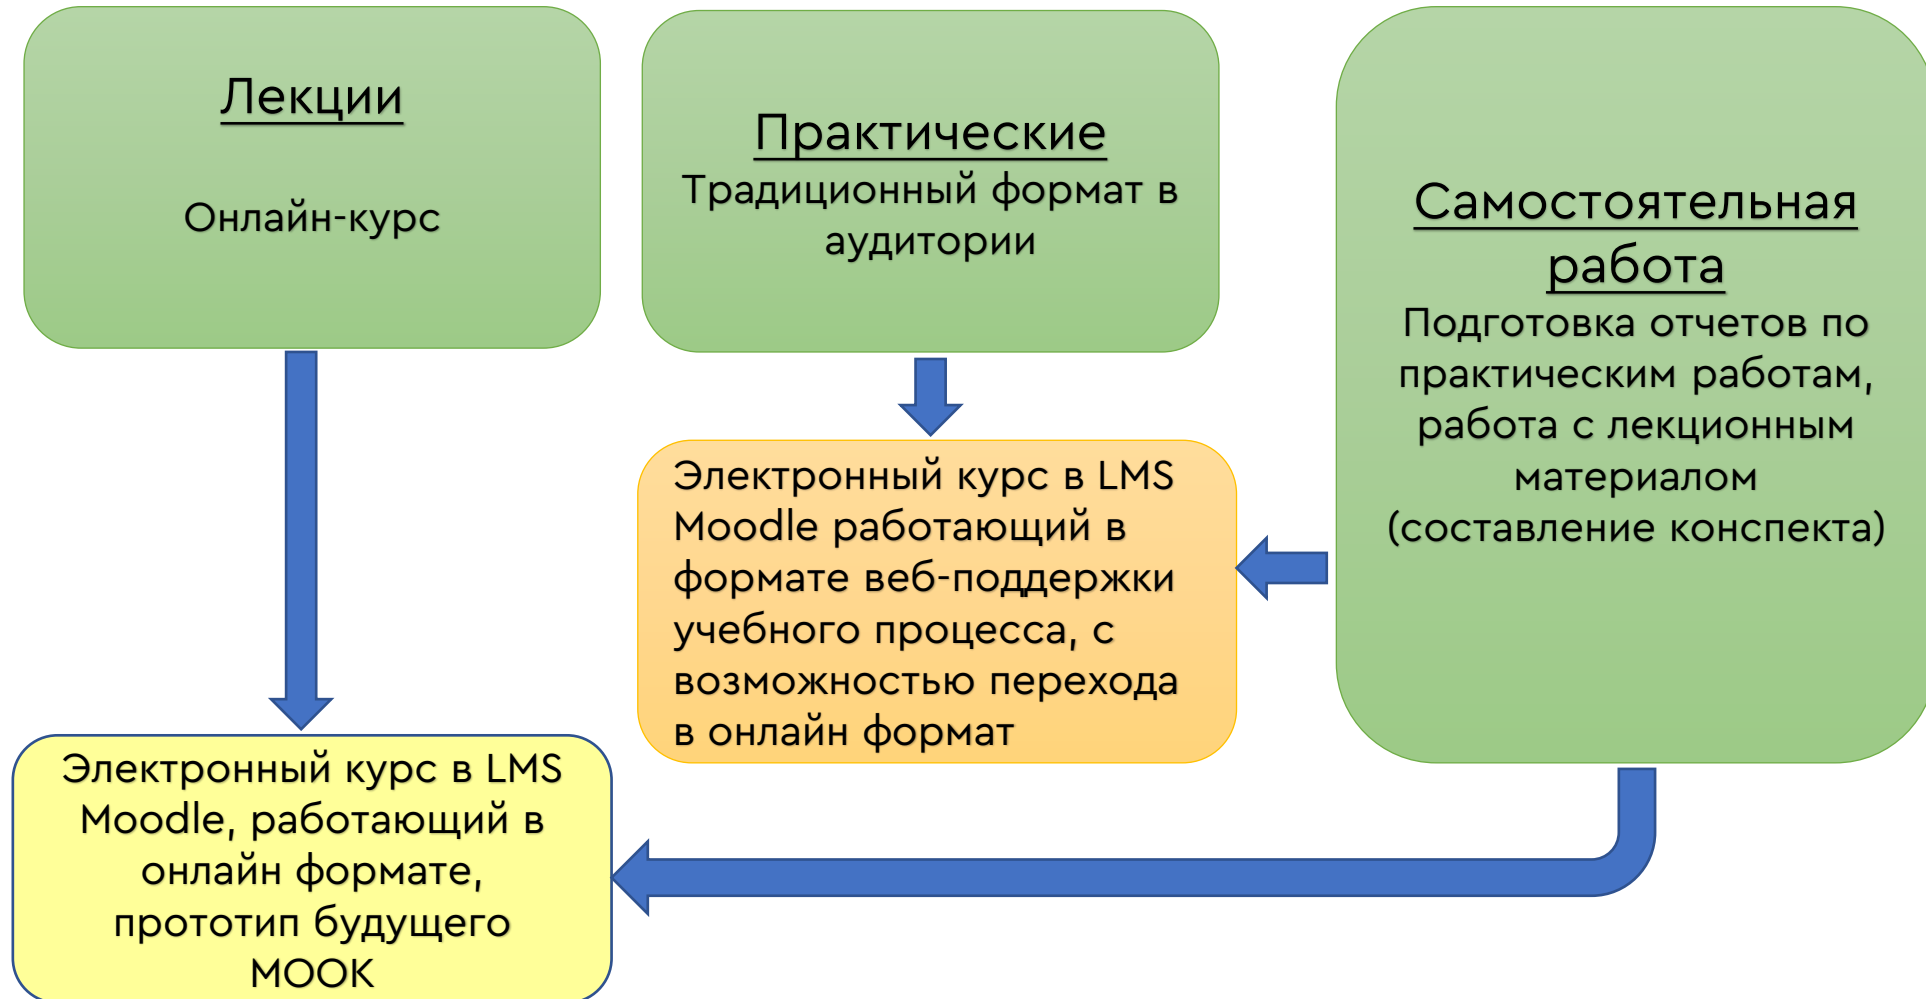 Лекции
Онлайн-курс
Практические
Традиционный формат в
аудитории
Самостоятельная
работа
Подготовка отчетов по
практическим работам,
работа с лекционным
материалом
(составление конспекта)
Электронный курс в LMS
Moodle работающий в
формате веб-поддержки
учебного процесса, с
возможностью перехода
в онлайн формат
Электронный курс в LMS
Moodle, работающий в
онлайн формате,
прототип будущего
МООК